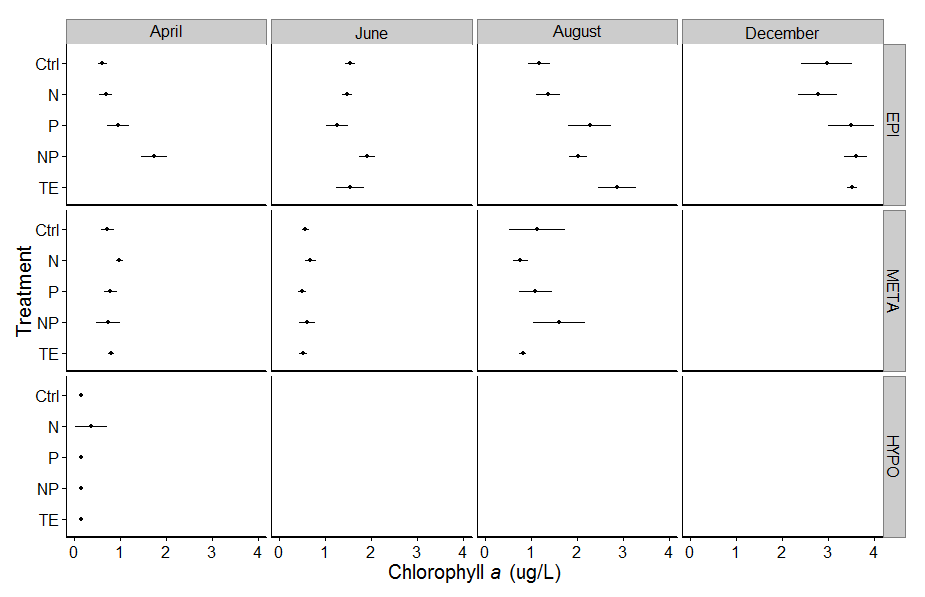 April June August December
Ctrl
N
P
NP
TE
EPI
Ctrl
N
P
NP
TE
META
Ctrl
N
P
NP
TE
HYPO
Treatment
0 1 2 3 4 0 1 2 3 4 0 1 2 3 4 0 1 2 3 4
Chlorophyll a (ug/L)